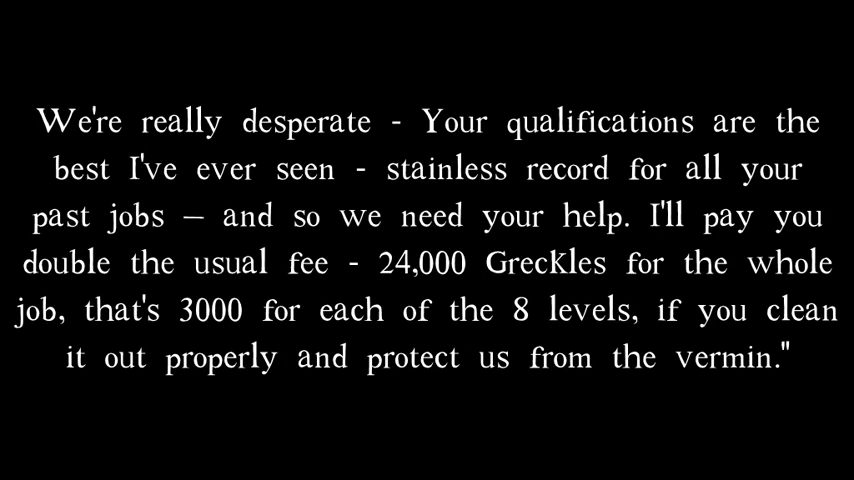 We're really desperate - Your qualifications are the
best I've ever seen - stainless record for all your
past jobs – and so we need your help. I'll pay you
double the usual fee - 24,000 Greckles for the whole
job, that's 3000 for each of the 8 levels, if you clean
it out properly and protect us from the vermin."